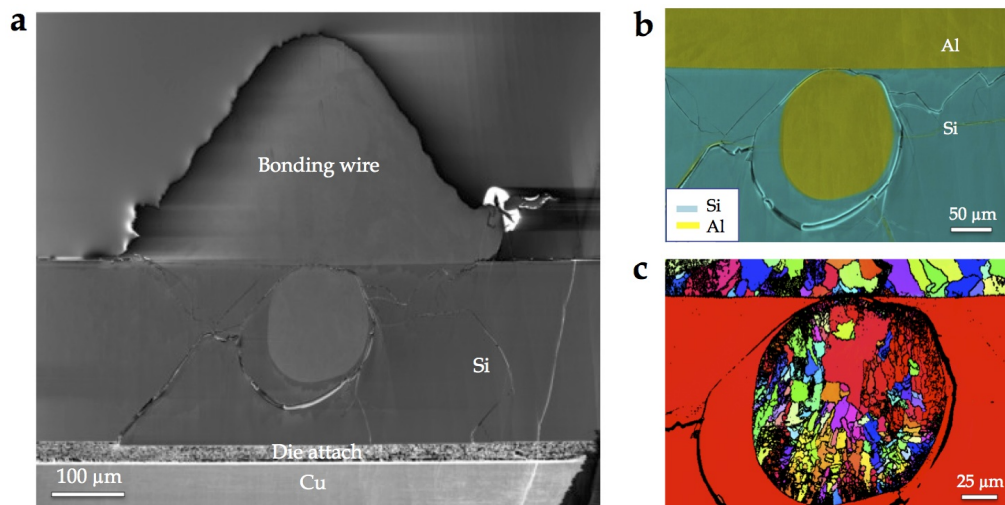 a
Bonding wire
Si
Die attach
Cu
100 µm
b
Al
Si
Si
Al
50 µm
c
25 µm